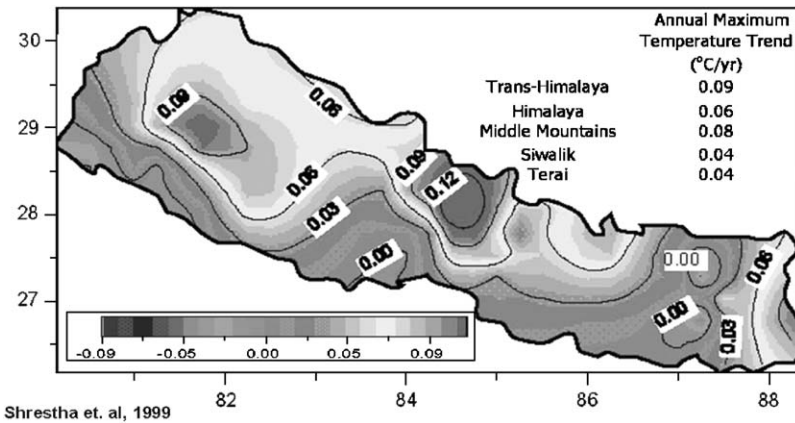 Annual Maximum
Temperature Trend
(°C/yr)
Trans-Himalaya 0.09
Himalaya 0.06
Middle Mountains 0.08
Siwalik 0.04
Terai 0.04
30
29
28
27
0.09
0.06
0.06
0.03
0.00
0.09
0.12
0.00
0.00
0.03
0.06
-0.09 -0.05 0.00 0.05 0.09
82 84 86 88
Shrestha et. al, 1999